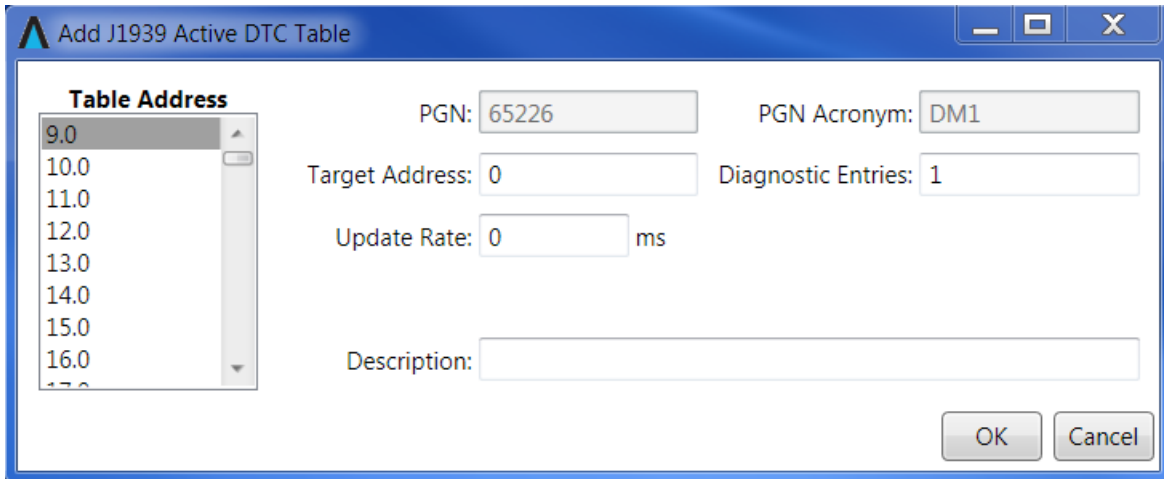 Add J1939 Active DTC Table
Table Address
9.0
10.0
11.0
12.0
13.0
14.0
15.0
16.0
PGN: 65226 PGN Acronym: DM1
Target Address: 0 Diagnostic Entries: 1
Update Rate: 0 ms
Description:
OK Cancel